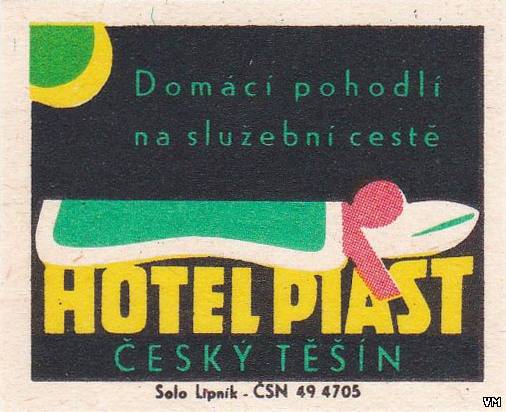 Domácí pohodlí
na služební cestě
HOTEL PIAST
ČESKÝ TĚŠÍN
Solo Lipník - ČSN 49 4705
VM